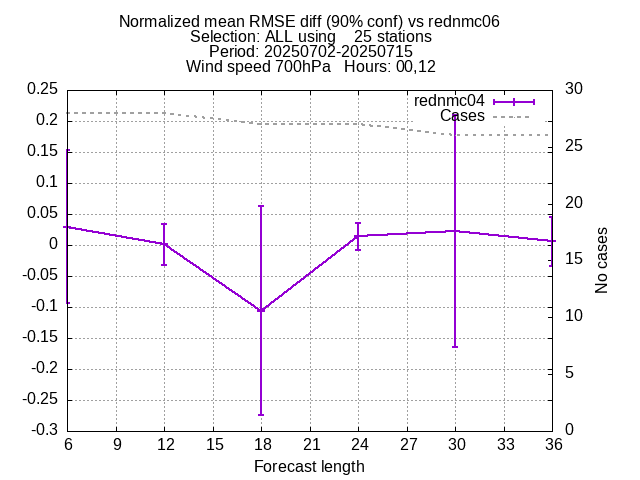 Normalized mean RMSE diff (90% conf) vs rednmc06
Selection: ALL using    25 stations
Period: 20250702-20250715
Wind speed 700hPa   Hours: 00,12
rednmc04
Cases
0.25
0.2
0.15
0.1
0.05
0
-0.05
-0.1
-0.15
-0.2
-0.25
-0.3
30
25
20
15
10
5
0
No cases
6 9 12 15 18 21 24 27 30 33 36
Forecast length